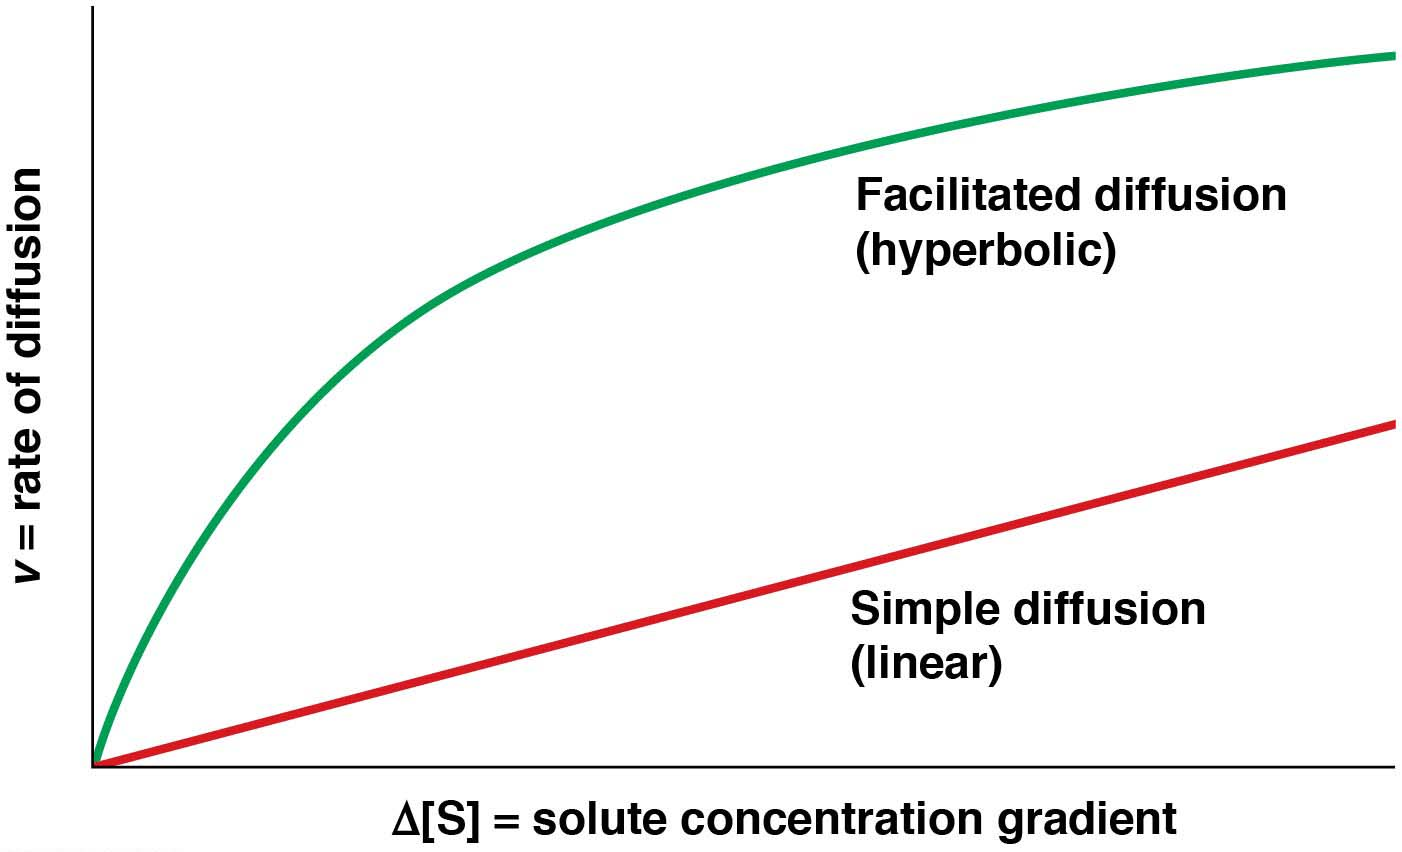 v = rate of diffusion
Facilitated diffusion
(hyperbolic)
Simple diffusion
(linear)
Δ[S] = solute concentration gradient